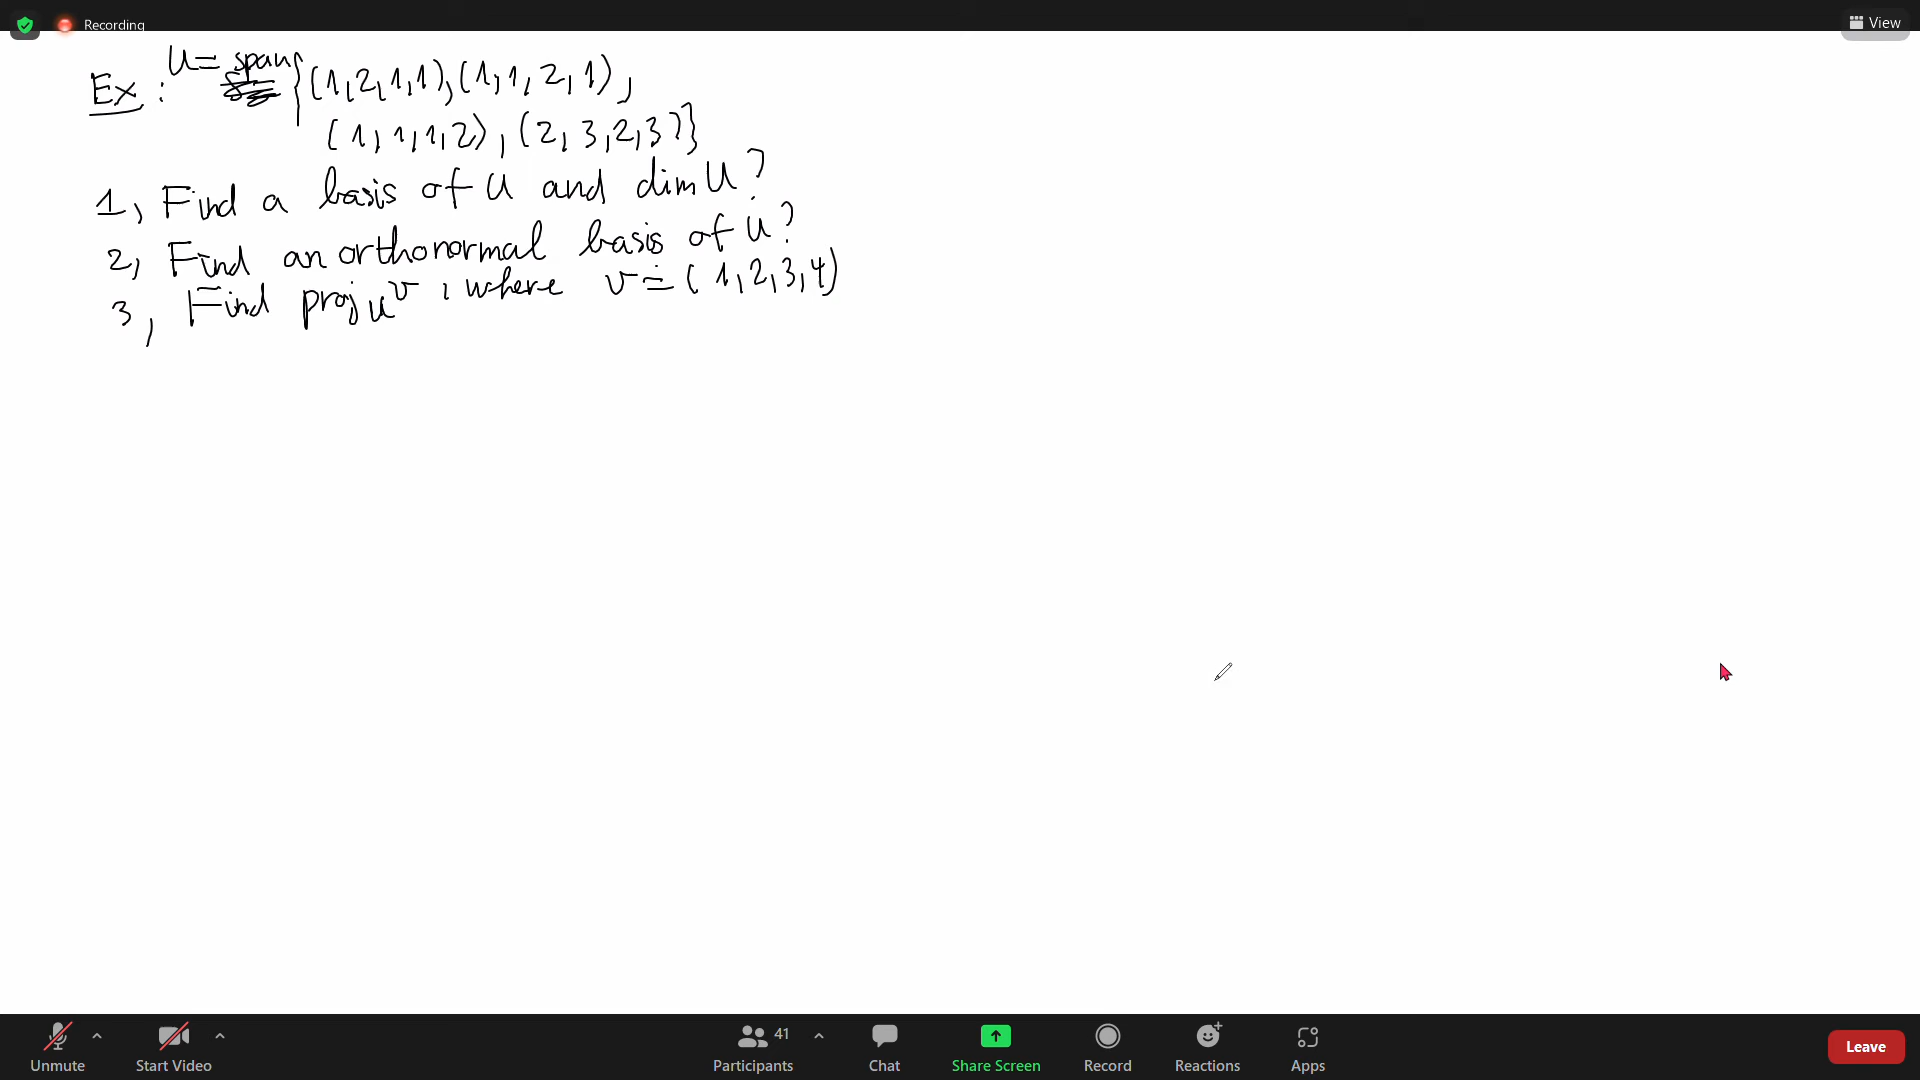 Recording
View
Ex: U = span {(1,2,1,1), (1,1,2,1),
(1,1,1,2), (2,3,2,3)}
1, Find a basis of U and dim U?
2, Find an orthonormal basis of U?
3, Find proj_U v, where v = (1,2,3,4)
Unmute
Start Video
Participants 41
Chat
Share Screen
Record
Reactions
Apps
Leave